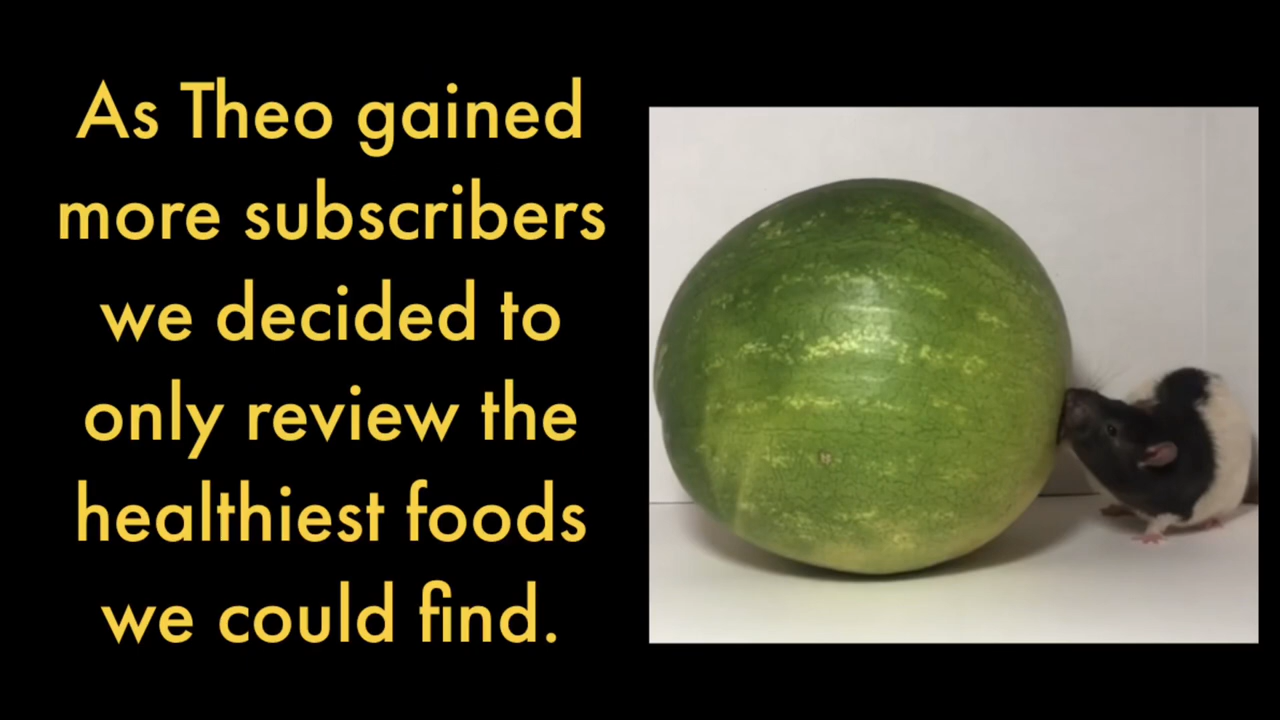 As Theo gained
more subscribers
we decided to
only review the
healthiest foods
we could find.